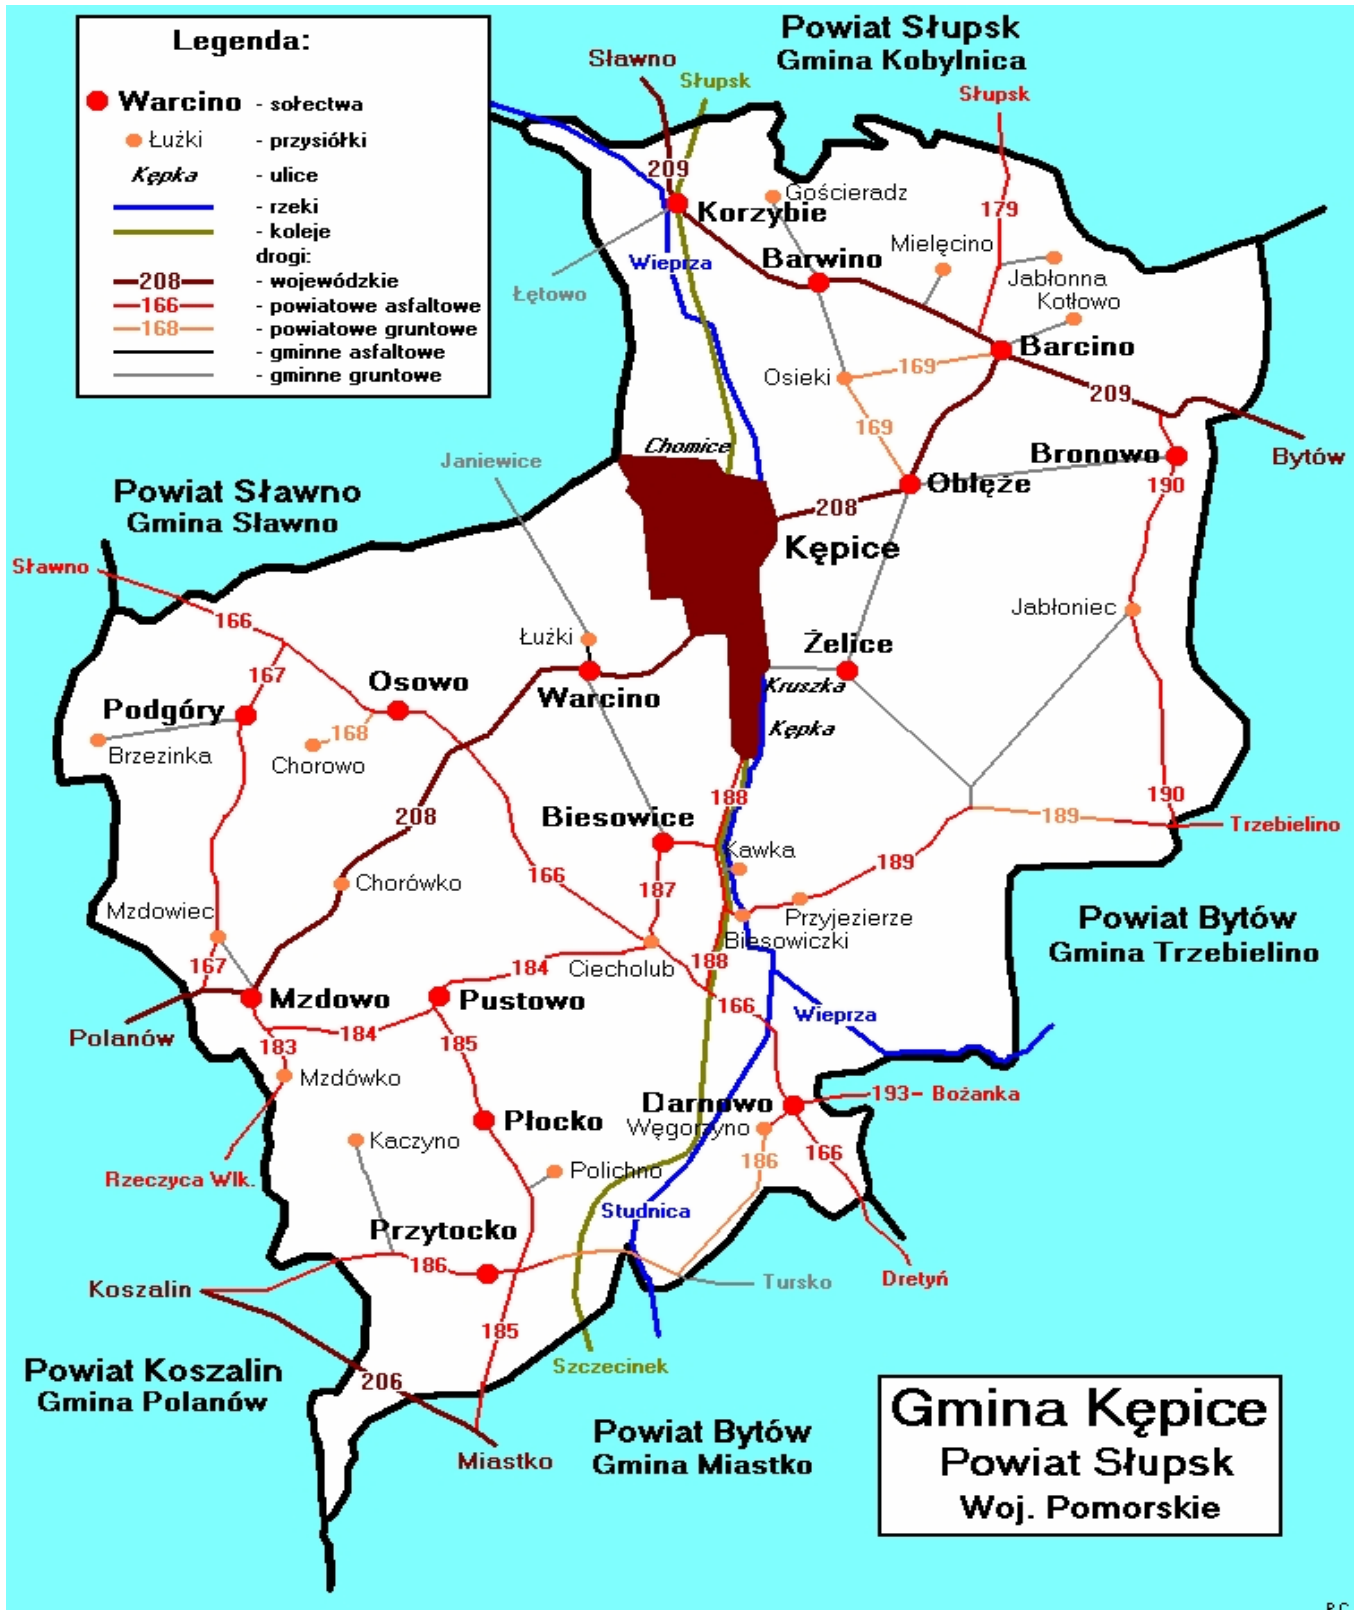 Legenda:
Warcino - sołectwa
Łużki - przysiółki
Kępka - ulice
- rzeki
- koleje
drogi:
208 - wojewódzkie
166 - powiatowe asfaltowe
168 - powiatowe gruntowe
- gminne asfaltowe
- gminne gruntowe
Powiat Słupsk
Gmina Kobylnica
Sławno
Słupsk
Słupsk
209
Gościeradz
Korzybie
179
Mielęcino
Barwino
Wieprza
Jabłonna
Łętowo
Kotłowo
Barcino
169
Osieki
209
169
Chomice
Bronowo
Bytów
Janiewice
Obłęże
190
208
Powiat Sławno
Gmina Sławno
Kępice
Sławno
Jabłoniec
166
Łużki
Żelice
167
Osowo
Kruszka
Warcino
Podgóry
Kępka
168
Brzezinka
Chorowo
188
190
208
Biesowice
189
Trzebielino
Kawka
189
166
187
Chorówko
Mzdowiec
Przyjezierze
Powiat Bytów
Gmina Trzebielino
Biesowiczki
167
184
Ciecholub
188
Mzdowo
Pustowo
166
Wieprza
Polanów
184
185
183
Mzdówko
193- Bożanka
Darnowo
Płocko
Węgorzyno
Kaczyno
166
186
Rzeczyca Wlk.
Polichno
Studnica
Przytocko
186
Tursko
Dretyń
Koszalin
185
Szczecinek
Powiat Koszalin
Gmina Polanów
206
Powiat Bytów
Gmina Miastko
Miastko
Gmina Kępice
Powiat Słupsk
Woj. Pomorskie
P.C.